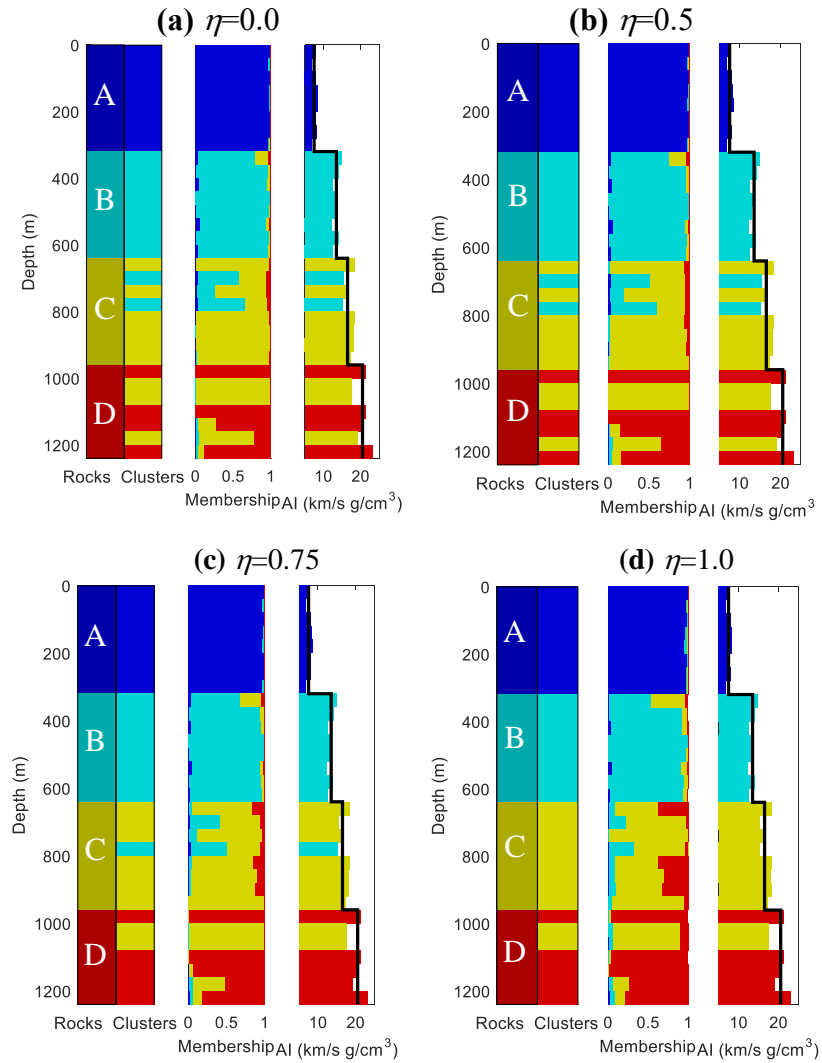 (a) η=0.0
0
200
400
600
800
1000
1200
Depth (m)
A
B
C
D
Rocks Clusters
0 0.5 1
Membership
10 20
AI (km/s g/cm³)
(b) η=0.5
0
200
400
600
800
1000
1200
Depth (m)
A
B
C
D
Rocks Clusters
0 0.5 1
Membership
10 20
AI (km/s g/cm³
(c) η=0.75
0
200
400
600
800
1000
1200
Depth (m)
A
B
C
D
Rocks Clusters
0 0.5 1
Membership
10 20
AI (km/s g/cm³)
(d) η=1.0
0
200
400
600
800
1000
1200
Depth (m)
A
B
C
D
Rocks Clusters
0 0.5 1
Membership
10 20
AI (km/s g/cm³)